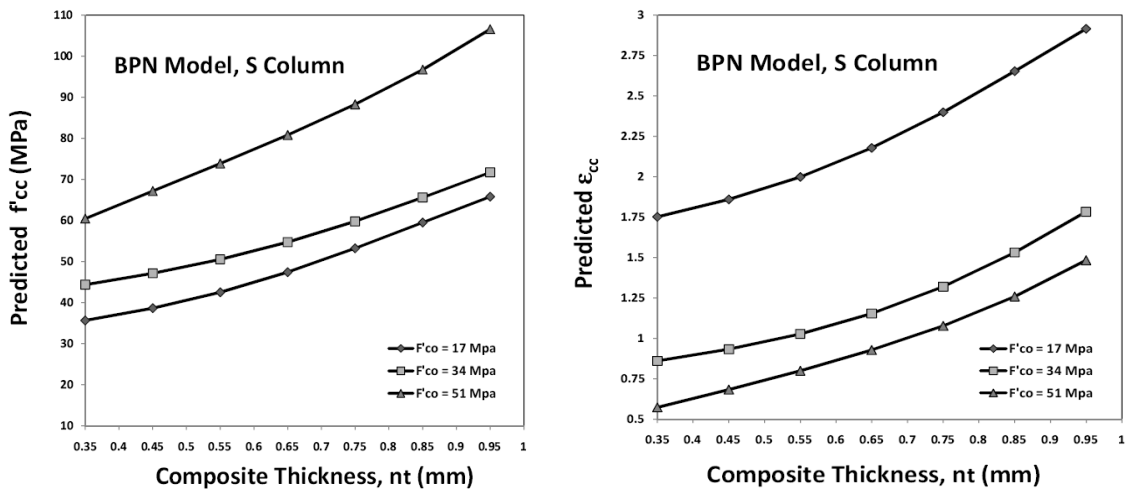 110
100
90
80
70
60
50
40
30
20
10
Predicted f'cc (MPa)
BPN Model, S Column
F'co = 17 Mpa
F'co = 34 Mpa
F'co = 51 Mpa
0.35 0.4 0.45 0.5 0.55 0.6 0.65 0.7 0.75 0.8 0.85 0.9 0.95 1
Composite Thickness, nt (mm)
3
2.75
2.5
2.25
2
1.75
1.5
1.25
1
0.75
0.5
Predicted εcc
BPN Model, S Column
F'co = 17 Mpa
F'co = 34 Mpa
F'co = 51 Mpa
0.35 0.4 0.45 0.5 0.55 0.6 0.65 0.7 0.75 0.8 0.85 0.9 0.95 1
Composite Thickness, nt (mm)